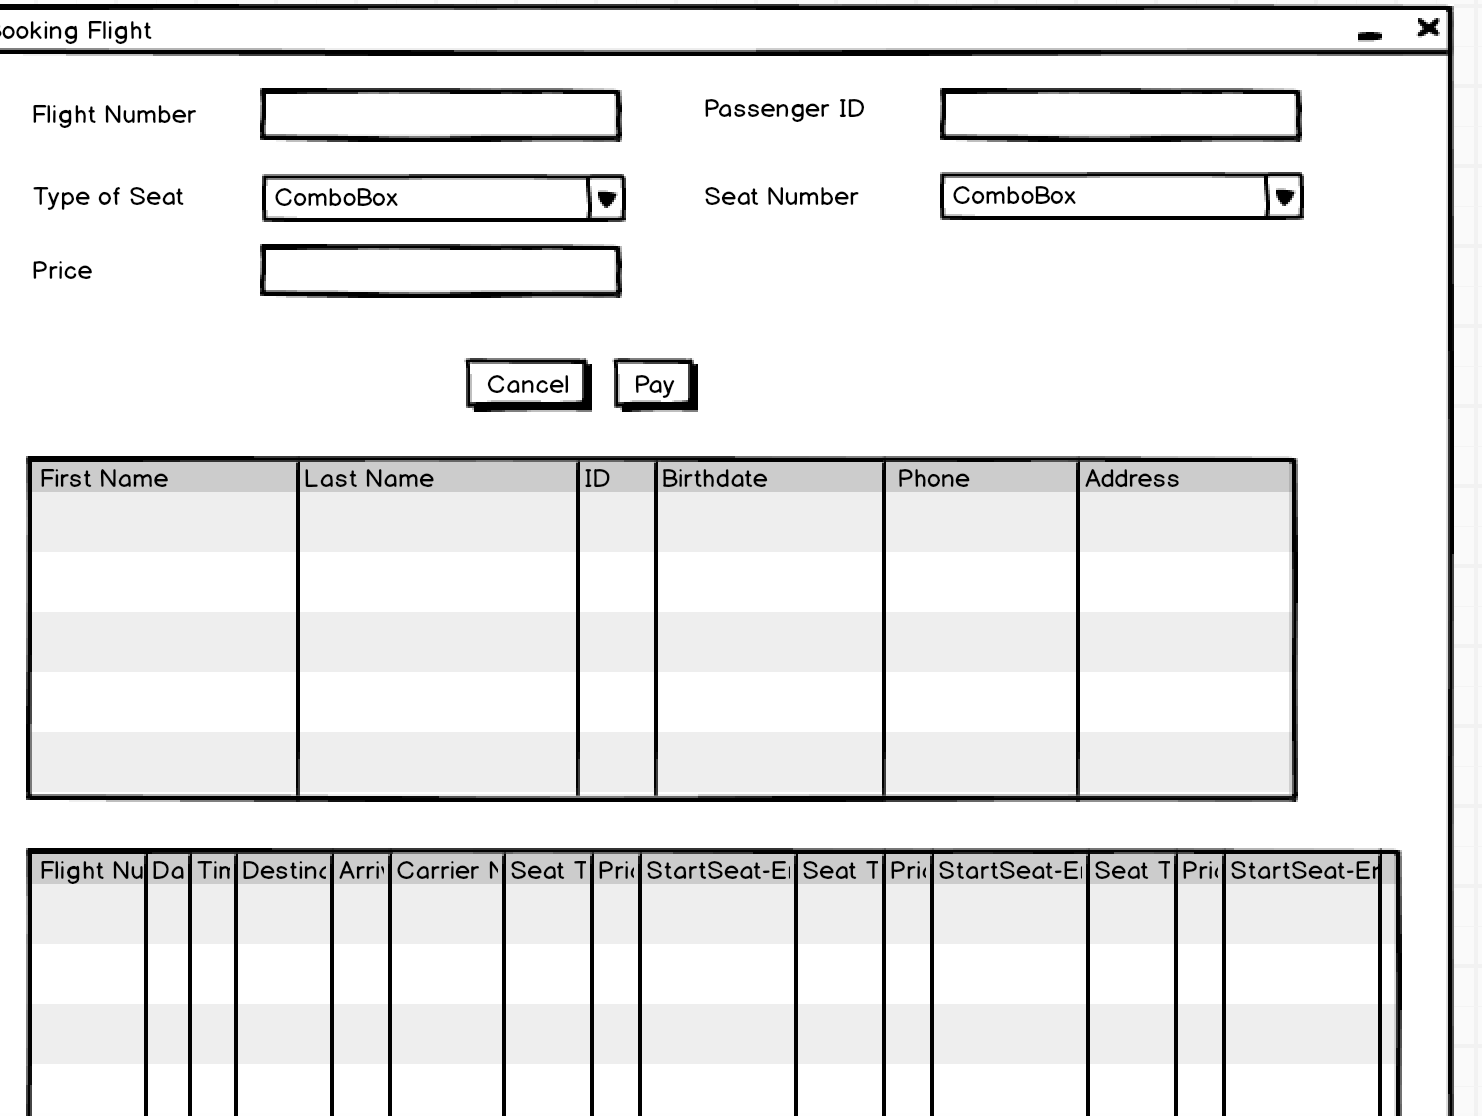 ooking Flight
Flight Number
Passenger ID
Type of Seat
ComboBox
Seat Number
ComboBox
Price
Cancel
Pay
First Name Last Name ID Birthdate Phone Address
Flight Nu Da Tim Destinc Arri Carrier N Seat T Pric StartSeat-E Seat T Pric StartSeat-E Seat T Pric StartSeat-Er